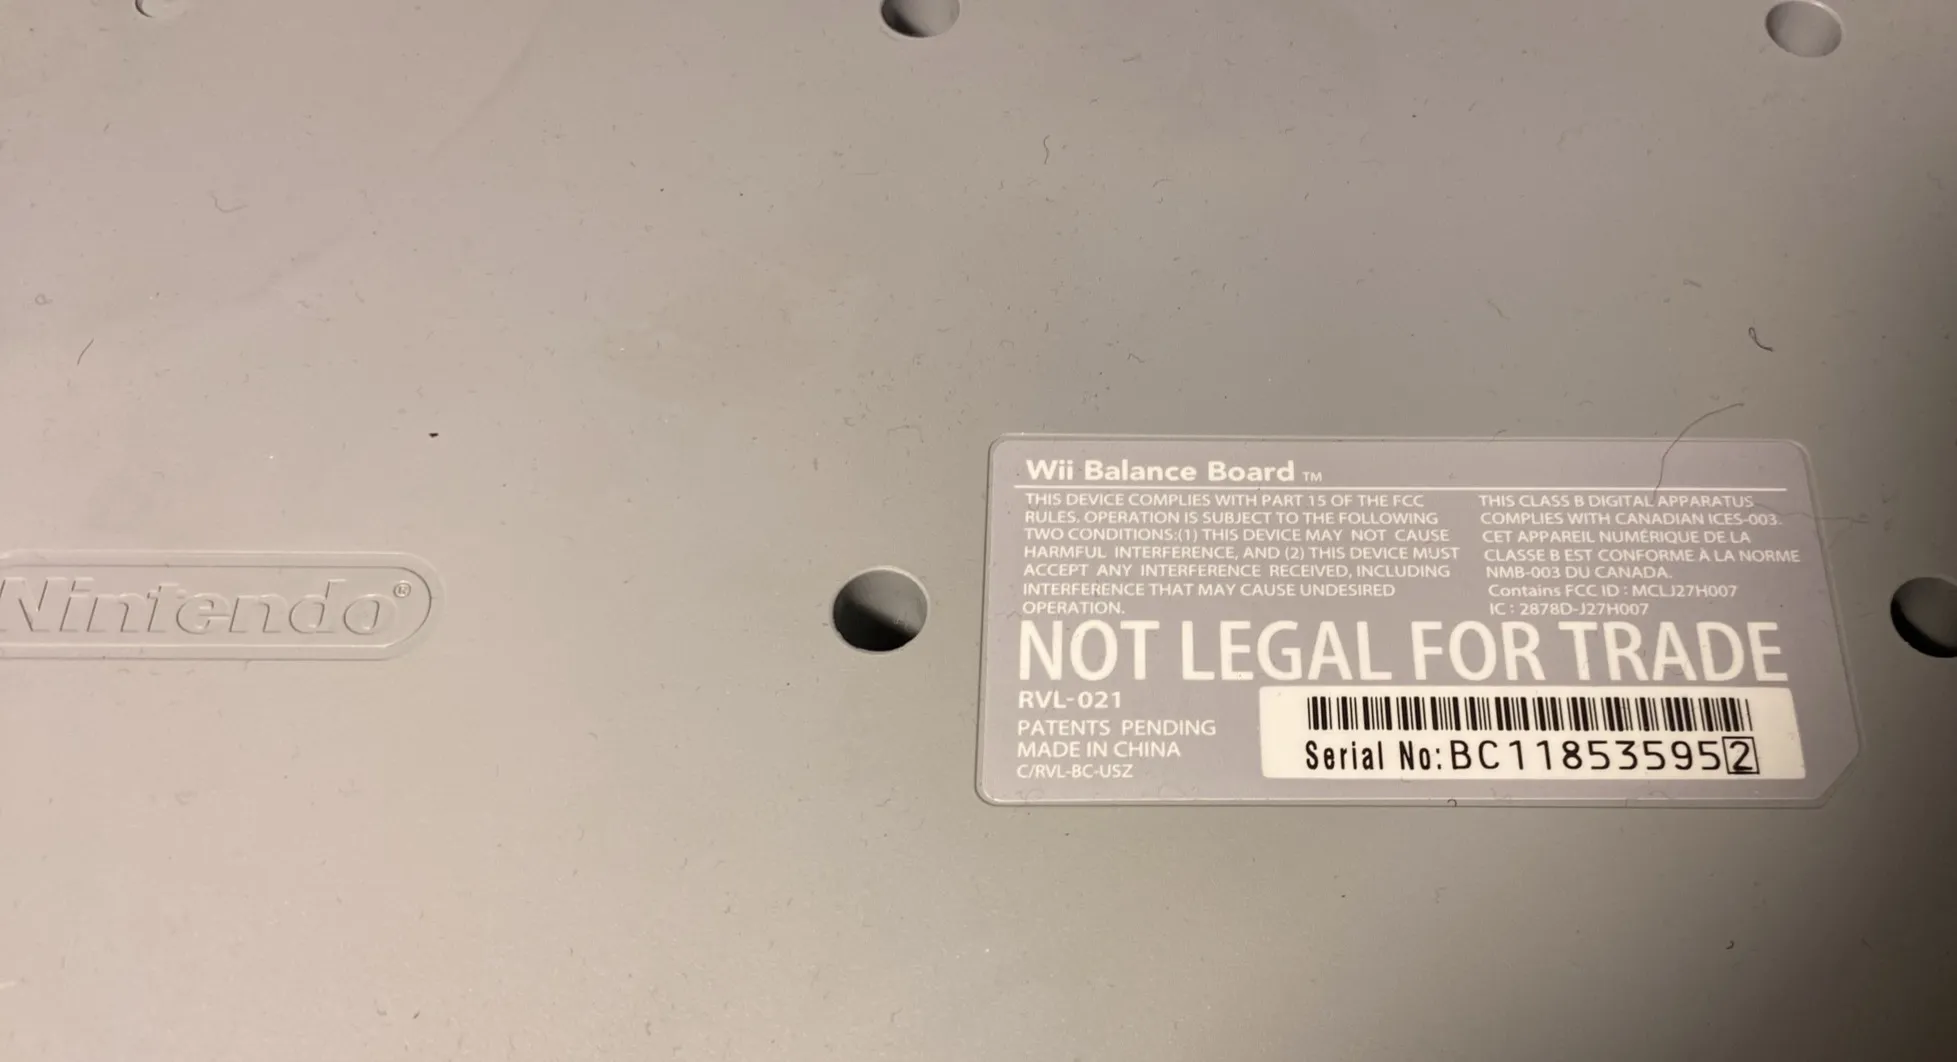 Nintendo®
Wii Balance Board TM
THIS DEVICE COMPLIES WITH PART 15 OF THE FCC
RULES. OPERATION IS SUBJECT TO THE FOLLOWING
TWO CONDITIONS:(1) THIS DEVICE MAY NOT CAUSE
HARMFUL INTERFERENCE, AND (2) THIS DEVICE MUST
ACCEPT ANY INTERFERENCE RECEIVED, INCLUDING
INTERFERENCE THAT MAY CAUSE UNDESIRED
OPERATION.
THIS CLASS B DIGITAL APPARATUS
COMPLIES WITH CANADIAN ICES-003.
CET APPAREIL NUMÉRIQUE DE LA
CLASSE B EST CONFORME À LA NORME
NMB-003 DU CANADA.
Contains FCC ID : MCLJ27H007
IC : 2878D-J27H007
NOT LEGAL FOR TRADE
RVL-021
PATENTS PENDING
MADE IN CHINA
C/RVL-BC-USZ
Serial No:BC118535952